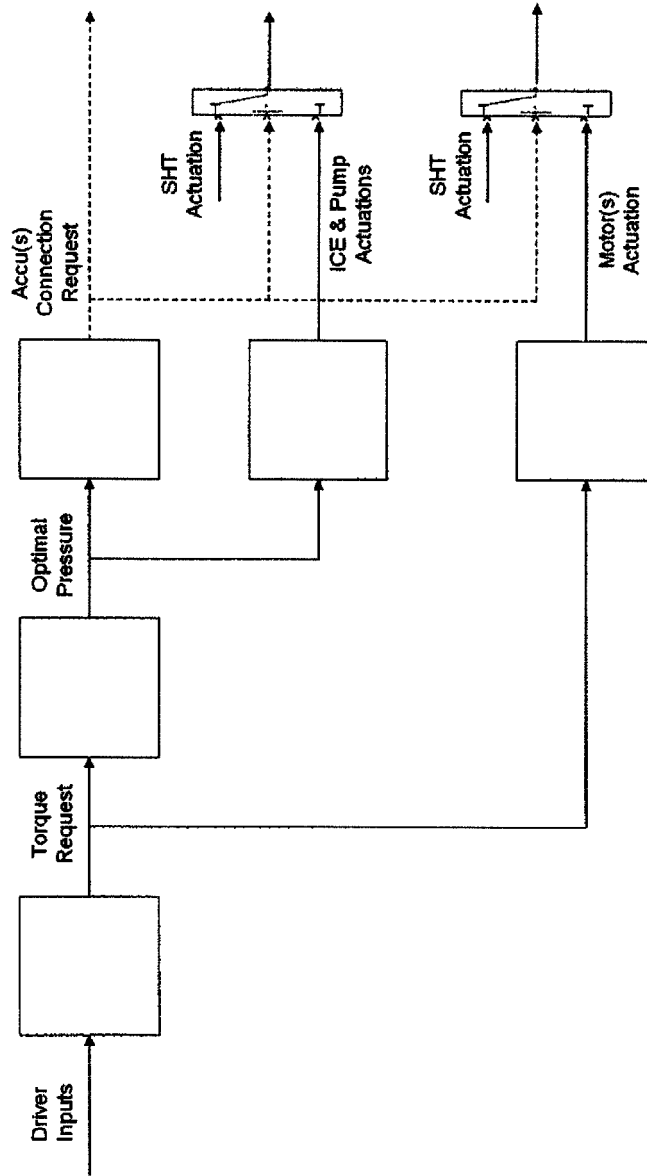 Driver
Inputs
Torque
Request
Optimal
Pressure
Accu(s)
Connection
Request
SHT
Actuation
ICE & Pump
Actuations
SHT
Actuation
Motor(s)
Actuation